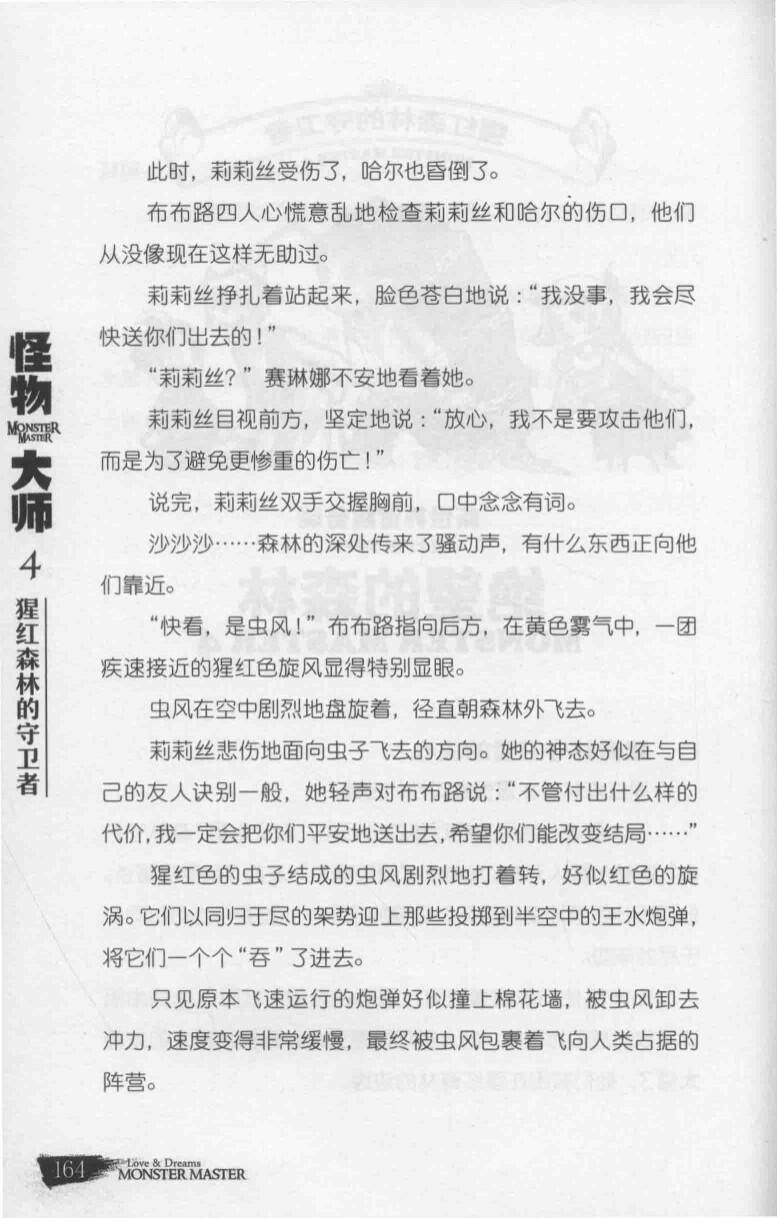 此时，莉莉丝受伤了，哈尔也昏倒了。
布布路四人心慌意乱地检查莉莉丝和哈尔的伤口，他们
从没像现在这样无助过。
莉莉丝挣扎着站起来，脸色苍白地说：“我没事，我会尽
快送你们出去的！”
“莉莉丝？”赛琳娜不安地看着她。
莉莉丝目视前方，坚定地说：“放心，我不是要攻击他们，
而是为了避免更惨重的伤亡！”
说完，莉莉丝双手交握胸前，口中念念有词。
沙沙沙……森林的深处传来了骚动声，有什么东西正向他
们靠近。
“快看，是虫风！”布布路指向后方，在黄色雾气中，一团
疾速接近的猩红色旋风显得特别显眼。
虫风在空中剧烈地盘旋着，径直朝森林外飞去。
莉莉丝悲伤地面向虫子飞去的方向。她的神态好似在与自
己的友人诀别一般，她轻声对布布路说：“不管付出什么样的
代价，我一定会把你们平安地送出去，希望你们能改变结局……”
猩红色的虫子结成的虫风剧烈地打着转，好似红色的旋
涡。它们以同归于尽的架势迎上那些投掷到半空中的王水炮弹，
将它们一个个“吞”了进去。
只见原本飞速运行的炮弹好似撞上棉花墙，被虫风卸去
冲力，速度变得非常缓慢，最终被虫风包裹着飞向人类占据的
阵营。
怪物
MONSTER
MASTER
大师
4
猩红森林的守卫者
164
Love & Dreams
MONSTER MASTER